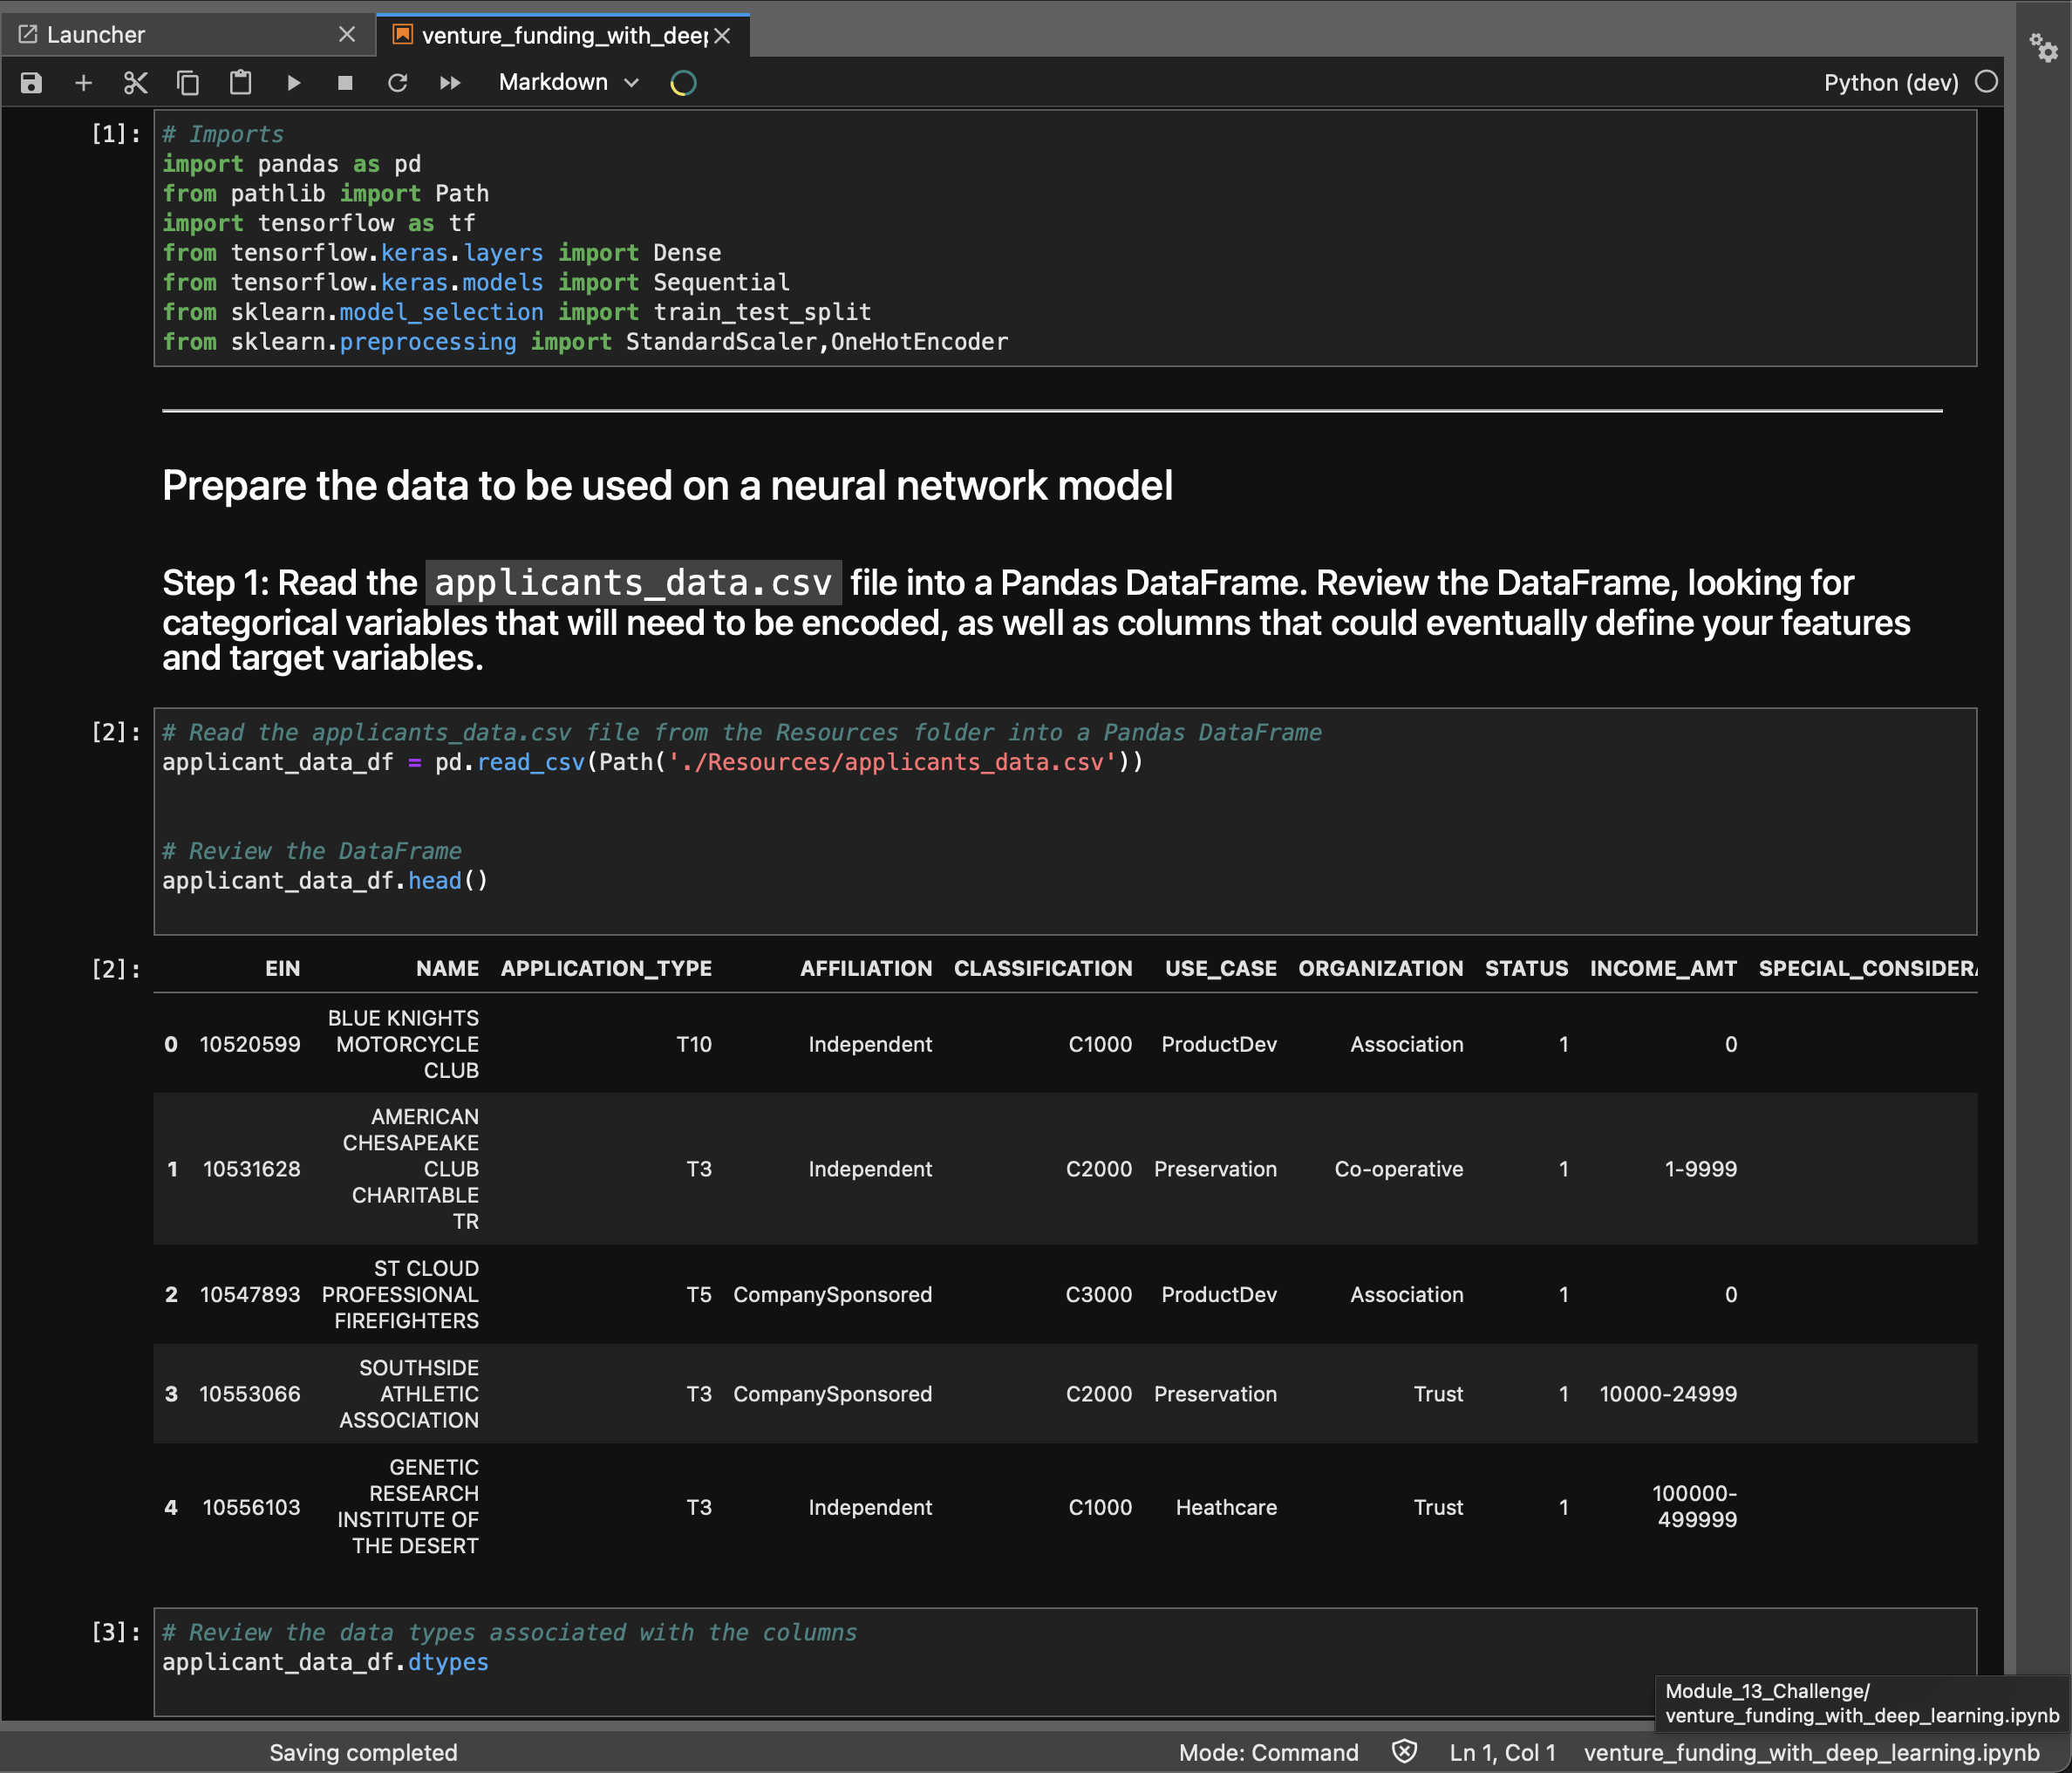 Launcher
venture_funding_with_deep
Markdown
Python (dev)
[1]:
# Imports
import pandas as pd
from pathlib import Path
import tensorflow as tf
from tensorflow.keras.layers import Dense
from tensorflow.keras.models import Sequential
from sklearn.model_selection import train_test_split
from sklearn.preprocessing import StandardScaler,OneHotEncoder
Prepare the data to be used on a neural network model
Step 1: Read the applicants_data.csv file into a Pandas DataFrame. Review the DataFrame, looking for
categorical variables that will need to be encoded, as well as columns that could eventually define your features
and target variables.
[2]:
# Read the applicants_data.csv file from the Resources folder into a Pandas DataFrame
applicant_data_df = pd.read_csv(Path('./Resources/applicants_data.csv'))
# Review the DataFrame
applicant_data_df.head()
[2]:
EIN NAME APPLICATION_TYPE AFFILIATION CLASSIFICATION USE_CASE ORGANIZATION STATUS INCOME_AMT SPECIAL_CONSIDERA
BLUE KNIGHTS
0 10520599 MOTORCYCLE T10 Independent C1000 ProductDev Association 1 0
CLUB
AMERICAN
CHESAPEAKE
1 10531628 CLUB T3 Independent C2000 Preservation Co-operative 1 1-9999
CHARITABLE
TR
ST CLOUD
2 10547893 PROFESSIONAL T5 CompanySponsored C3000 ProductDev Association 1 0
FIREFIGHTERS
SOUTHSIDE
3 10553066 ATHLETIC T3 CompanySponsored C2000 Preservation Trust 1 10000-24999
ASSOCIATION
GENETIC
RESEARCH 100000-
4 10556103 INSTITUTE OF T3 Independent C1000 Heathcare Trust 1 499999
THE DESERT
[3]:
# Review the data types associated with the columns
applicant_data_df.dtypes
Module_13_Challenge/
venture_funding_with_deep_learning.ipynb
Saving completed
Mode: Command
Ln 1, Col 1
venture_funding_with_deep_learning.ipynb